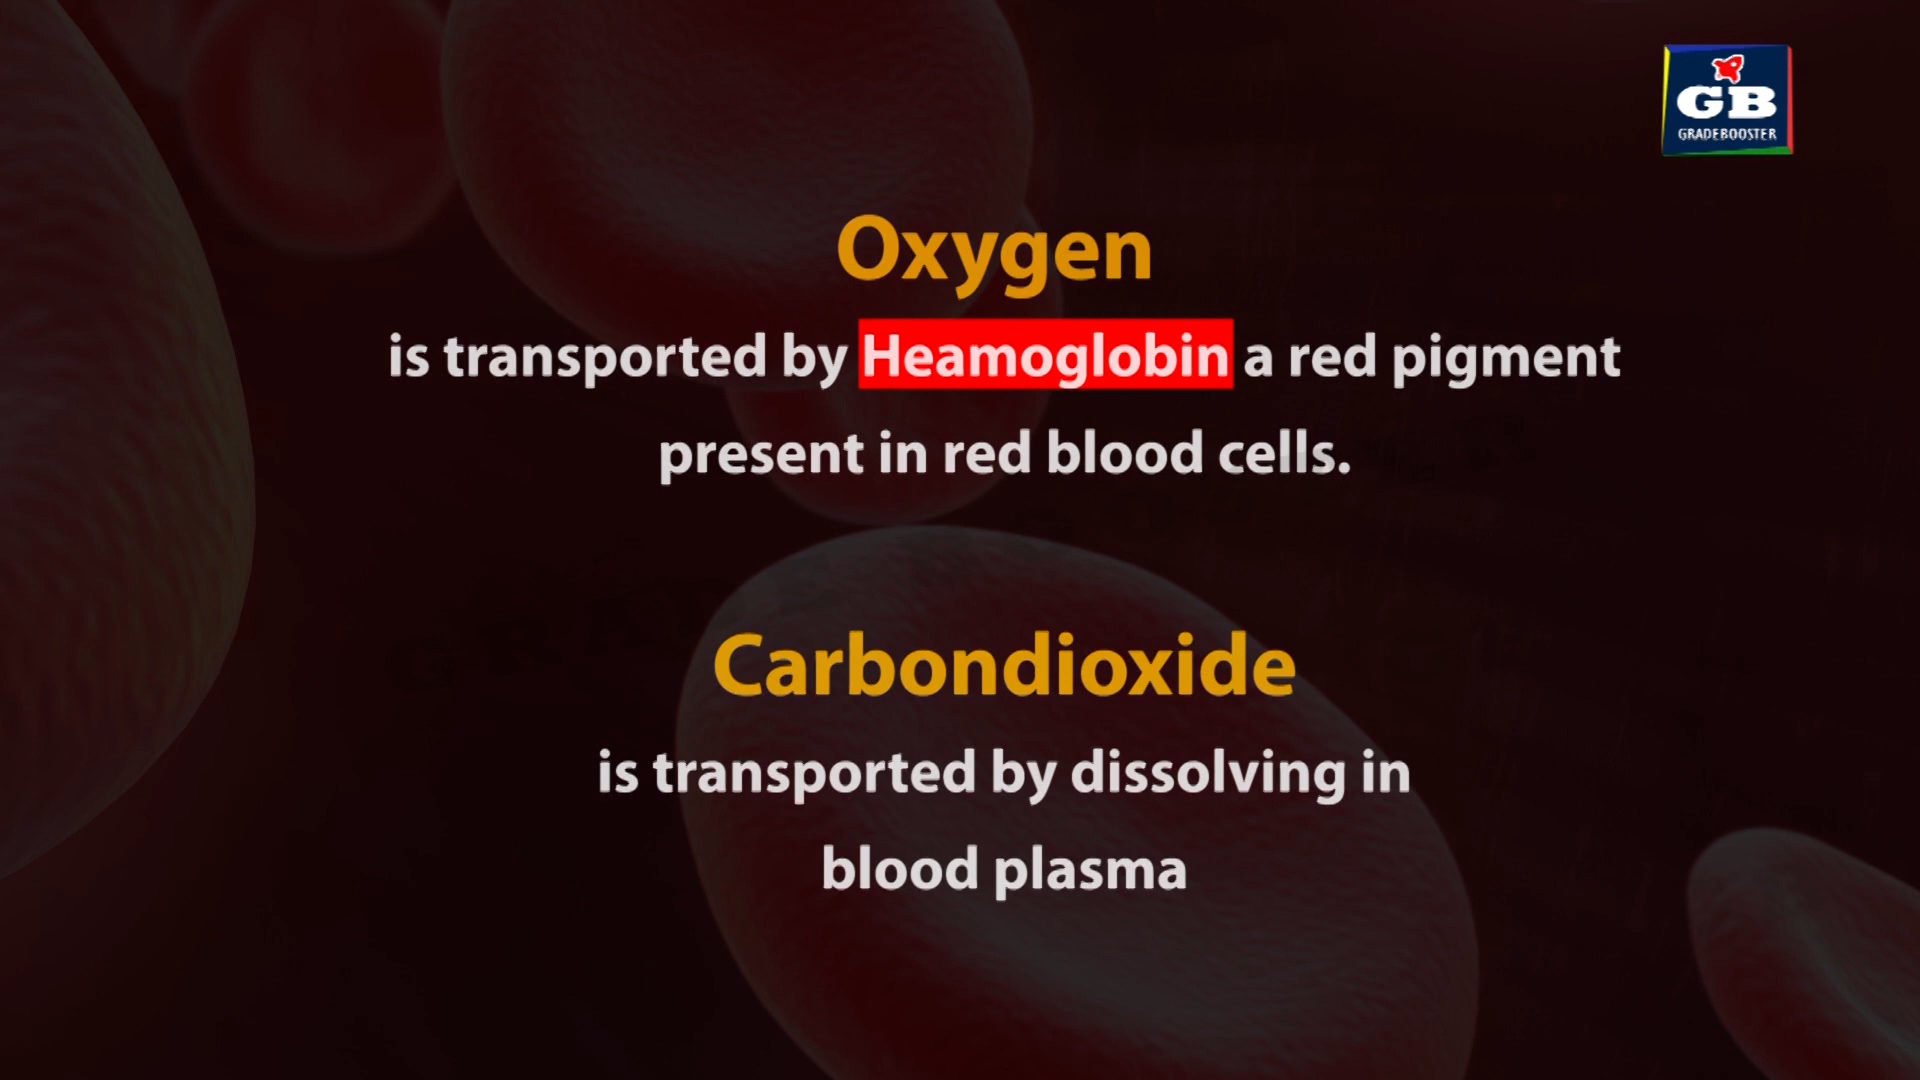 GB
GRADEBOOSTER
Oxygen
is transported by Heamoglobin a red pigment
present in red blood cells.
Carbondioxide
is transported by dissolving in
blood plasma